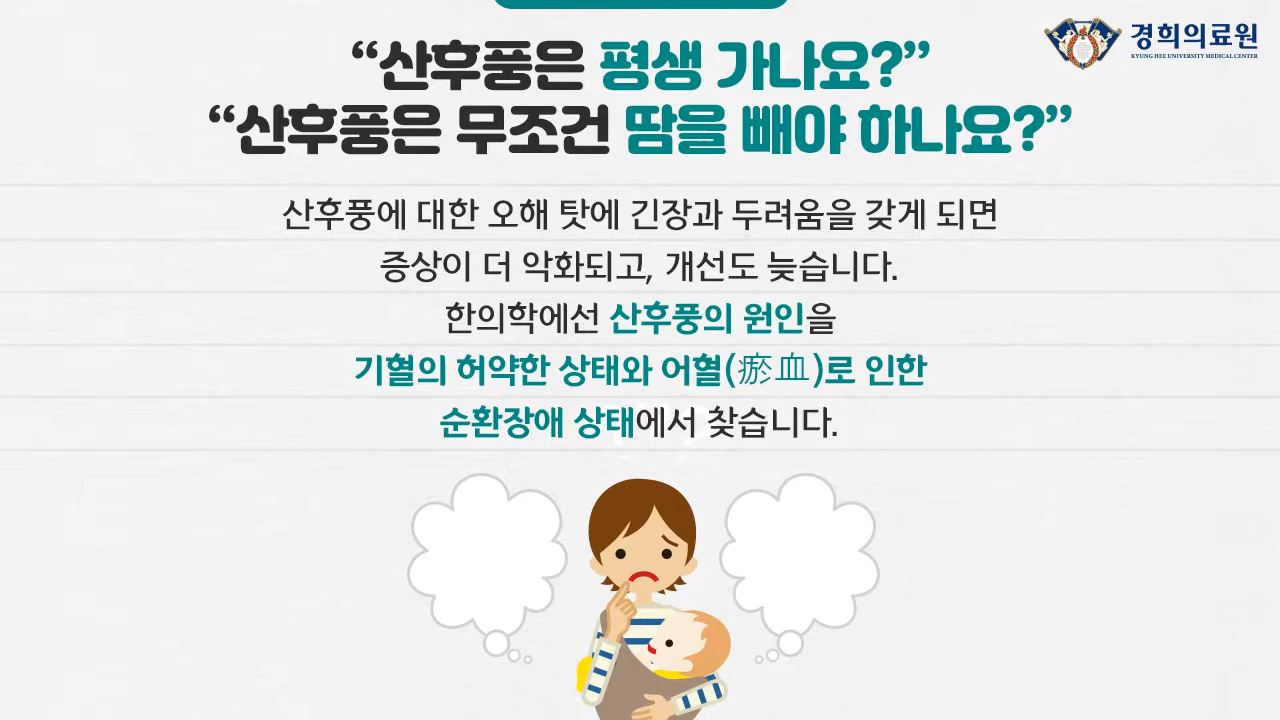 경희의료원
KYUNG HEE UNIVERSITY MEDICAL CENTER
“산후풍은 평생 가나요?”
“산후풍은 무조건 땀을 빼야 하나요?”
산후풍에 대한 오해 탓에 긴장과 두려움을 갖게 되면
증상이 더 악화되고, 개선도 늦습니다.
한의학에선 산후풍의 원인을
기혈의 허약한 상태와 어혈(瘀血)로 인한
순환장애 상태에서 찾습니다.